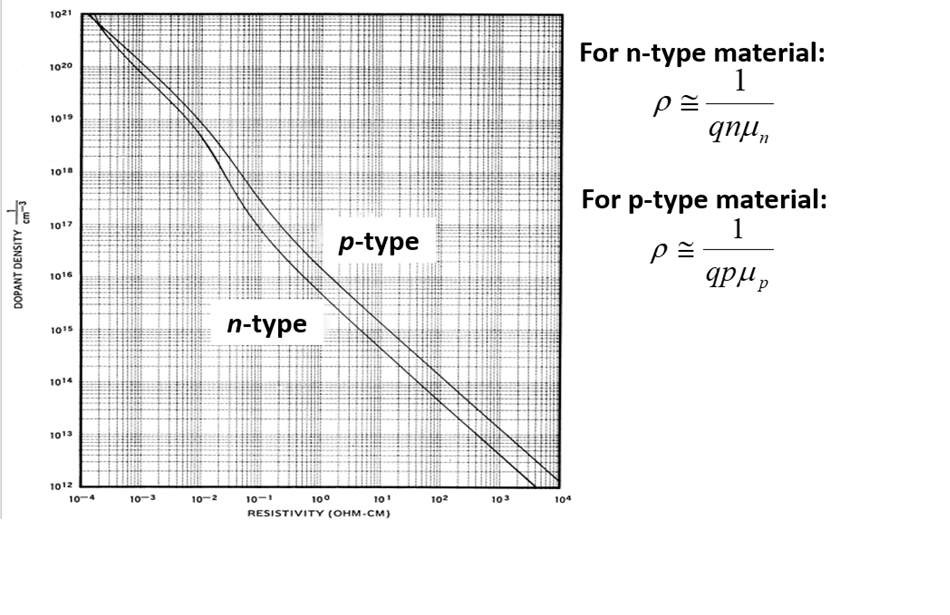 10²¹
10²⁰
10¹⁹
10¹⁸
10¹⁷
10¹⁶
10¹⁵
10¹⁴
10¹³
10¹²
DOPANT DENSITY 1/cm⁻³
p-type
n-type
10⁻⁴ 10⁻³ 10⁻² 10⁻¹ 10⁰ 10¹ 10² 10³ 10⁴
RESISTIVITY (OHM-CM)
For n-type material:
ρ ≅ 1/qnμₙ
For p-type material:
ρ ≅ 1/qpμₚ